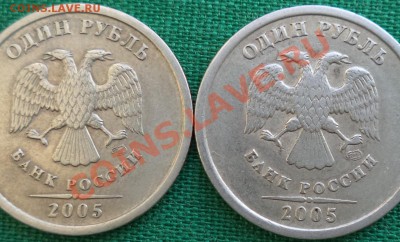 COINS.LAVE.RU
ОДИН РУБЛЬ
БАНК РОССИИ
2005
ОДИН РУБЛЬ
БАНК РОССИИ
2005
COINS.LAVE.RU